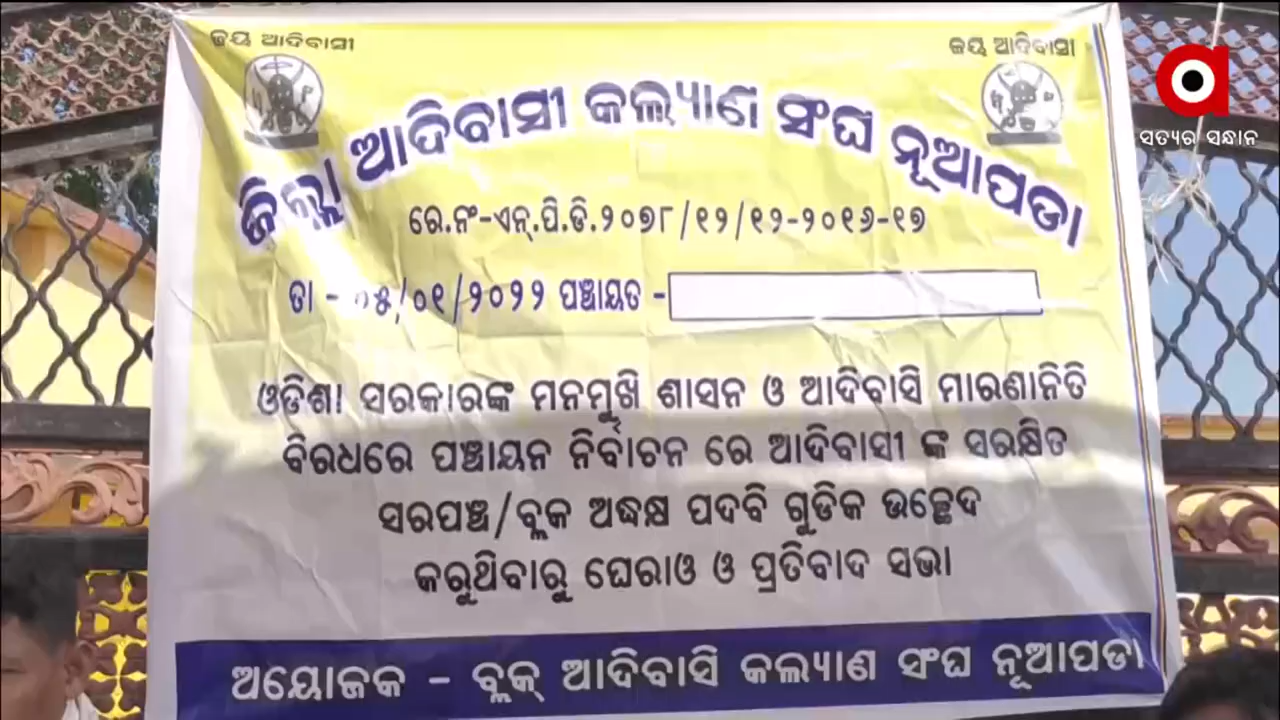 ଜୟ ଆଦିବାସୀ
ଜୟ ଆଦିବାସୀ
ସତ୍ୟର ସନ୍ଧାନ
ଜିଲ୍ଲା ଆଦିବାସୀ କଲ୍ୟାଣ ସଂଘ ନୂଆପଡା
ରେ.ନଂ-ଏନ୍.ପି.ଡି.୨୦୭୮/୧୨/୧୨-୨୦୧୬-୧୭
ତା - ୦୫/୦୧/୨୦୨୨ ପଞ୍ଚାୟତ -
ଓଡିଶା ସରକାରଙ୍କ ମନମୁଖି ଶାସନ ଓ ଆଦିବାସି ମାରଣାନିତି
ବିରଧରେ ପଞ୍ଚାୟନ ନିର୍ବାଚନ ରେ ଆଦିବାସୀ ଙ୍କ ସରକ୍ଷିତ
ସରପଞ୍ଚ/ବ୍ଲକ ଅଦ୍ଧକ୍ଷ ପଦବି ଗୁଡିକ ଉଚ୍ଛେଦ
କରୁଥିବାରୁ ଘେରାଓ ଓ ପ୍ରତିବାଦ ସଭା
ଅୟୋଜକ - ବ୍ଲକ୍ ଆଦିବାସି କଲ୍ୟାଣ ସଂଘ ନୂଆପଡା